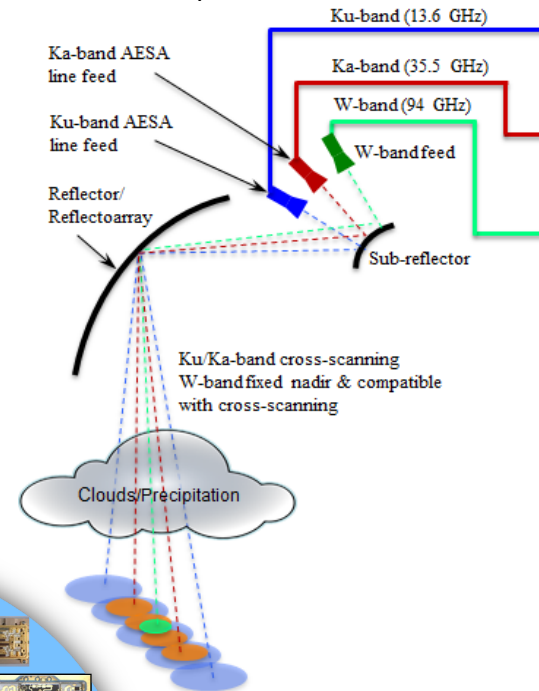 Ku-band (13.6 GHz)
Ka-band AESA
line feed
Ka-band (35.5 GHz)
W-band (94 GHz)
Ku-band AESA
line feed
W-band feed
Reflector/
Reflectoarray
Sub-reflector
Ku/Ka-band cross-scanning
W-band fixed nadir & compatible
with cross-scanning
Clouds/Precipitation